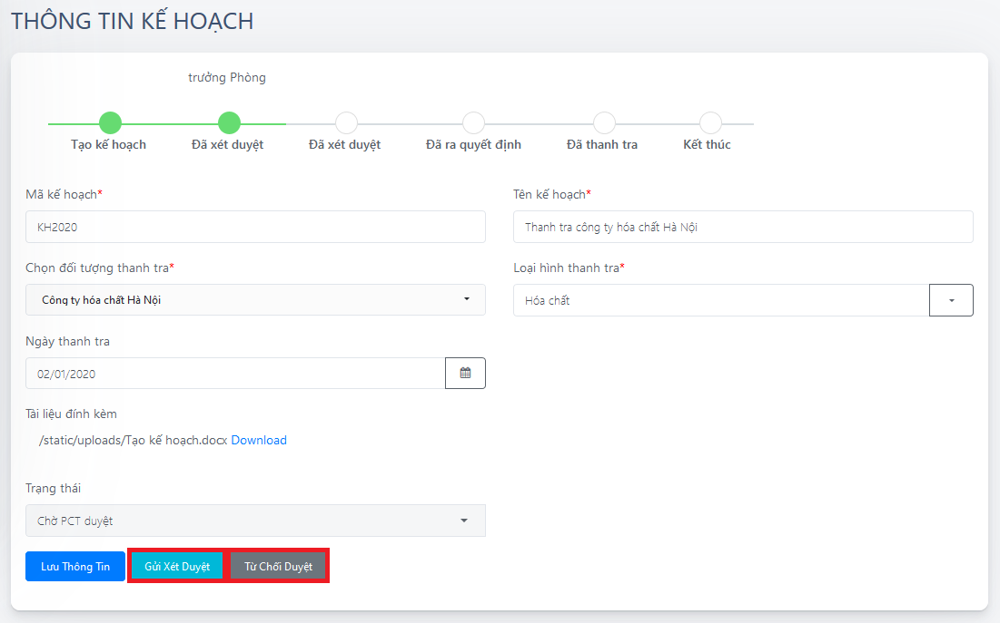 THÔNG TIN KẾ HOẠCH
trưởng Phòng
Tạo kế hoạch Đã xét duyệt Đã xét duyệt Đã ra quyết định Đã thanh tra Kết thúc
Mã kế hoạch* Tên kế hoạch*
KH2020 Thanh tra công ty hóa chất Hà Nội
Chọn đối tượng thanh tra* Loại hình thanh tra*
Công ty hóa chất Hà Nội Hóa chất
Ngày thanh tra
02/01/2020
Tài liệu đính kèm
/static/uploads/Tạo kế hoạch.docx Download
Trạng thái
Chờ PCT duyệt
Lưu Thông Tin Gửi Xét Duyệt Từ Chối Duyệt